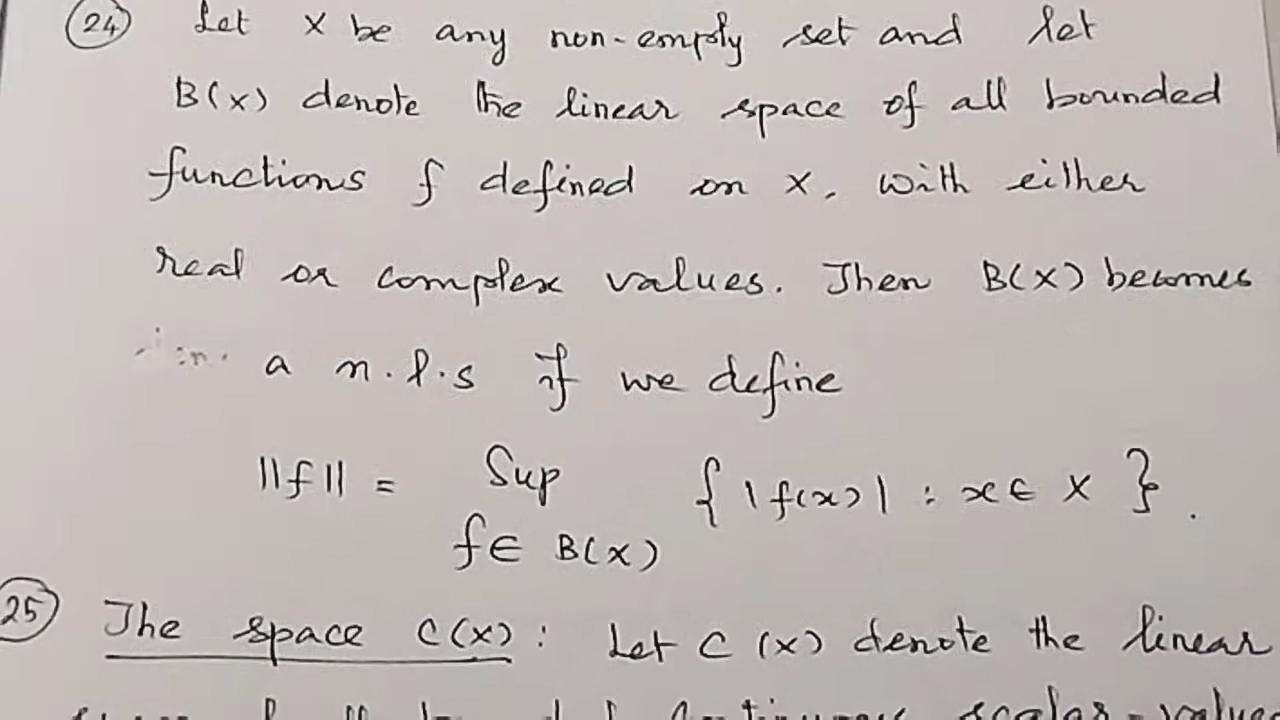 (24) Let X be any non-empty set and let
B(X) denote the linear space of all bounded
functions f defined on X, with either
real or complex values. Then B(X) becomes
a n.l.s if we define
||f|| = Sup { |f(x)| : x ∈ X }.
f ∈ B(X)
(25) The space C(X): Let C(X) denote the linear